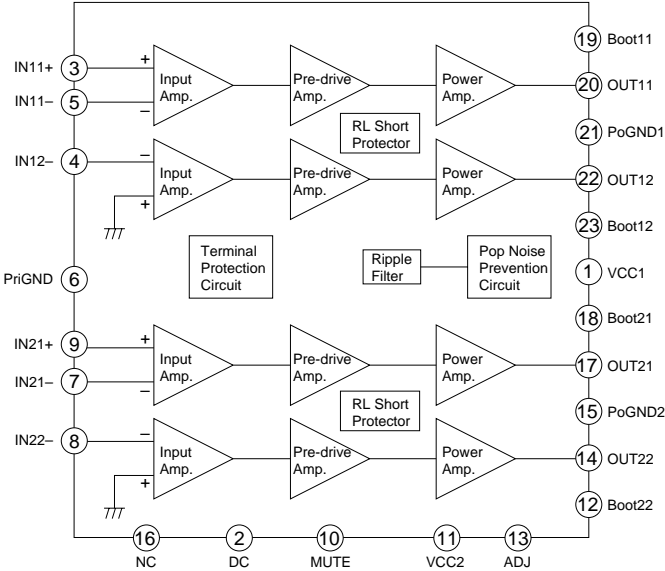 19 Boot11
IN11+ 3 + Input Amp. Pre-drive Amp. Power Amp. 20 OUT11
IN11– 5 –
RL Short
Protector
21 PoGND1
IN12– 4 – Input Amp. Pre-drive Amp. Power Amp. 22 OUT12
+
23 Boot12
Terminal
Protection
Circuit
Ripple
Filter
Pop Noise
Prevention
Circuit
PriGND 6
1 VCC1
18 Boot21
IN21+ 9 + Input Amp. Pre-drive Amp. Power Amp. 17 OUT21
IN21– 7 –
RL Short
Protector
15 PoGND2
IN22– 8 – Input Amp. Pre-drive Amp. Power Amp. 14 OUT22
+
12 Boot22
16 2 10 11 13
NC DC MUTE VCC2 ADJ